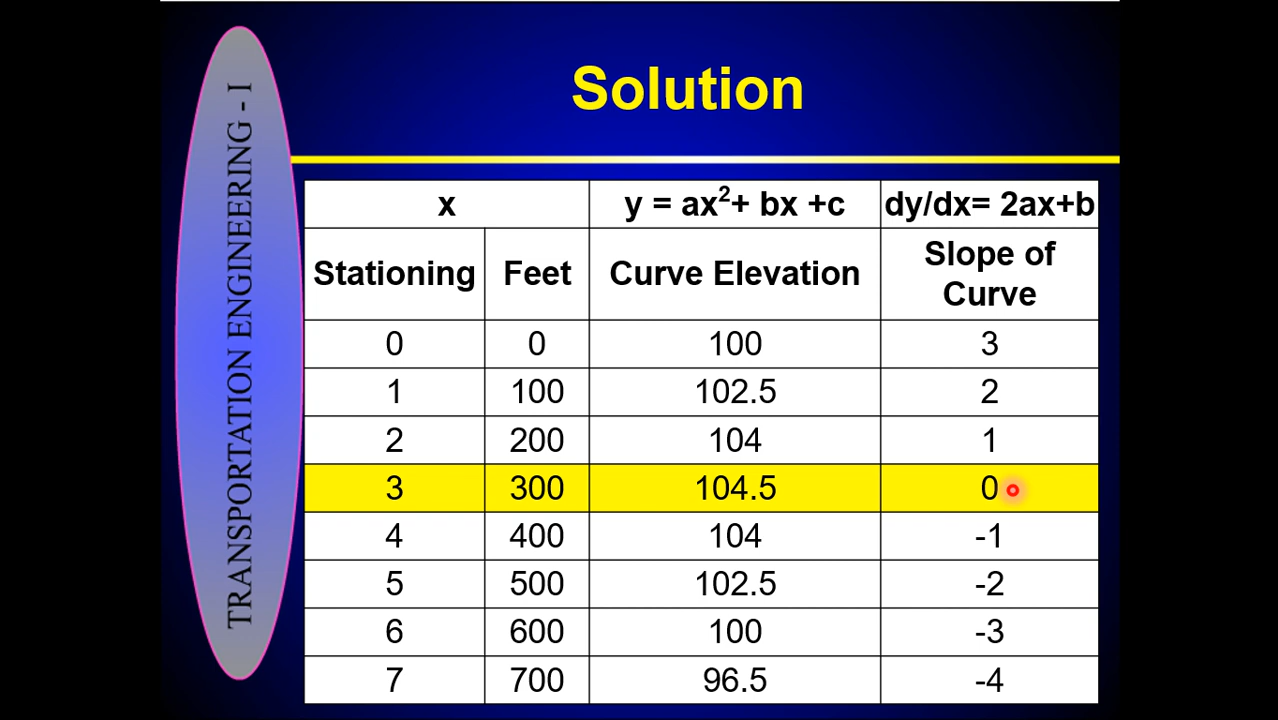 TRANSPORTATION ENGINEERING - I
Solution
x y = ax²+ bx +c dy/dx= 2ax+b
Stationing Feet Curve Elevation Slope of
Curve
0 0 100 3
1 100 102.5 2
2 200 104 1
3 300 104.5 0
4 400 104 -1
5 500 102.5 -2
6 600 100 -3
7 700 96.5 -4